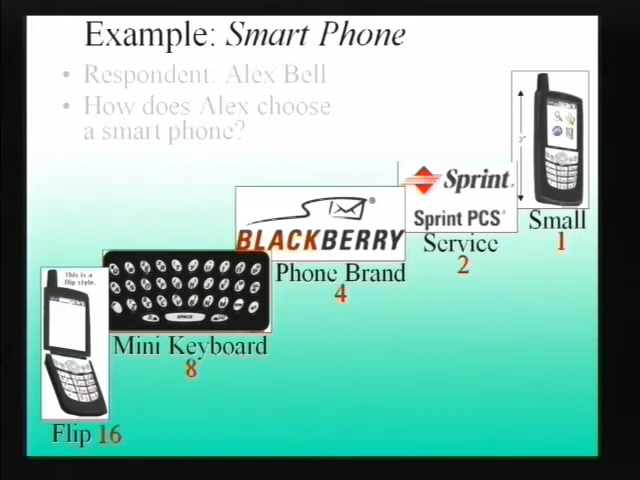 Example: Smart Phone
• Respondent: Alex Bell
• How does Alex choose
a smart phone?
3"
Sprint®
Sprint PCS®
Small
1
Service
2
BLACKBERRY®
Phone Brand
4
SPACE
Mini Keyboard
8
This is a
flip style.
Flip 16